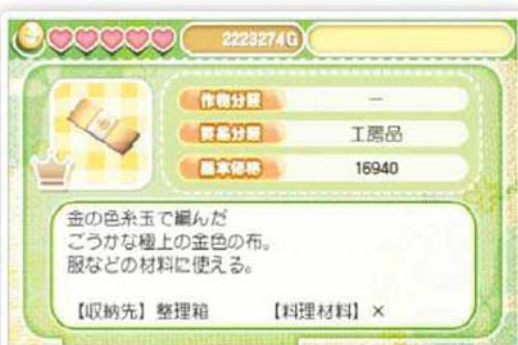 2223274G
作物分類 ー
貿易分類 工房品
基本価格 16940
金の色糸玉で編んだ
ごうかな極上の金色の布。
服などの材料に使える。
【収納先】整理箱 【料理材料】×